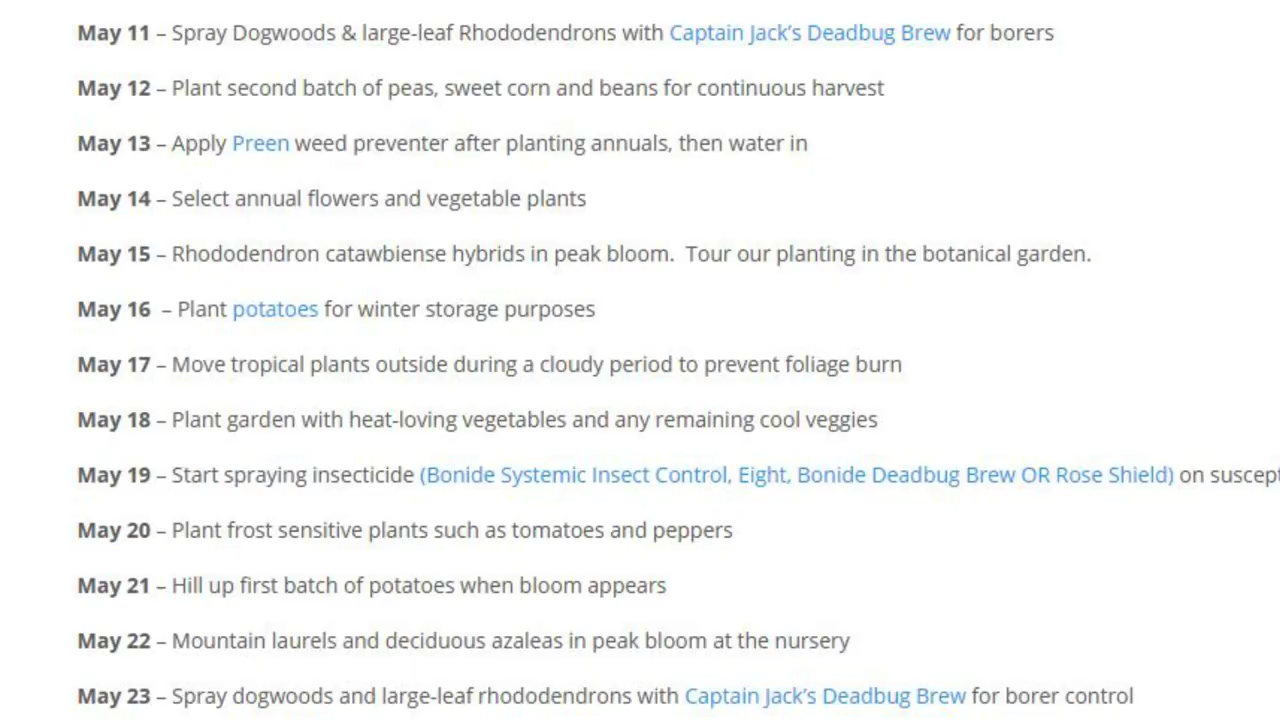 May 11 – Spray Dogwoods & large-leaf Rhododendrons with Captain Jack’s Deadbug Brew for borers
May 12 – Plant second batch of peas, sweet corn and beans for continuous harvest
May 13 – Apply Preen weed preventer after planting annuals, then water in
May 14 – Select annual flowers and vegetable plants
May 15 – Rhododendron catawbiense hybrids in peak bloom.  Tour our planting in the botanical garden.
May 16  – Plant potatoes for winter storage purposes
May 17 – Move tropical plants outside during a cloudy period to prevent foliage burn
May 18 – Plant garden with heat-loving vegetables and any remaining cool veggies
May 19 – Start spraying insecticide (Bonide Systemic Insect Control, Eight, Bonide Deadbug Brew OR Rose Shield) on
May 20 – Plant frost sensitive plants such as tomatoes and peppers
May 21 – Hill up first batch of potatoes when bloom appears
May 22 – Mountain laurels and deciduous azaleas in peak bloom at the nursery
May 23 – Spray dogwoods and large-leaf rhododendrons with Captain Jack’s Deadbug Brew for borer control